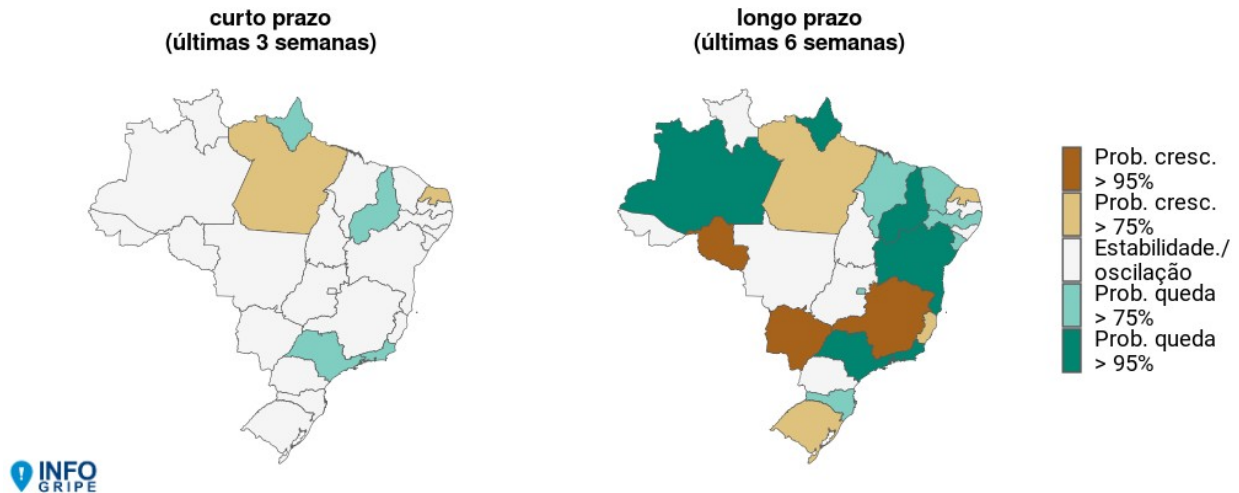 curto prazo
(últimas 3 semanas)
longo prazo
(últimas 6 semanas)
Prob. cresc.
> 95%
Prob. cresc.
> 75%
Estabilidade./
oscilação
Prob. queda
> 75%
Prob. queda
> 95%
INFO
GRIPE